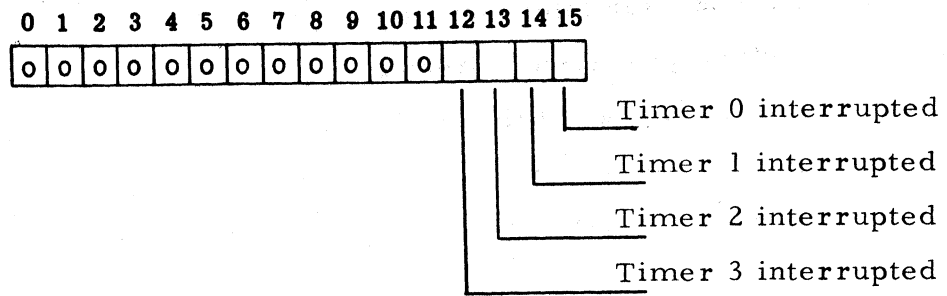 0 1 2 3 4 5 6 7 8 9 10 11 12 13 14 15
0 0 0 0 0 0 0 0 0 0 0 0
Timer 0 interrupted
Timer 1 interrupted
Timer 2 interrupted
Timer 3 interrupted